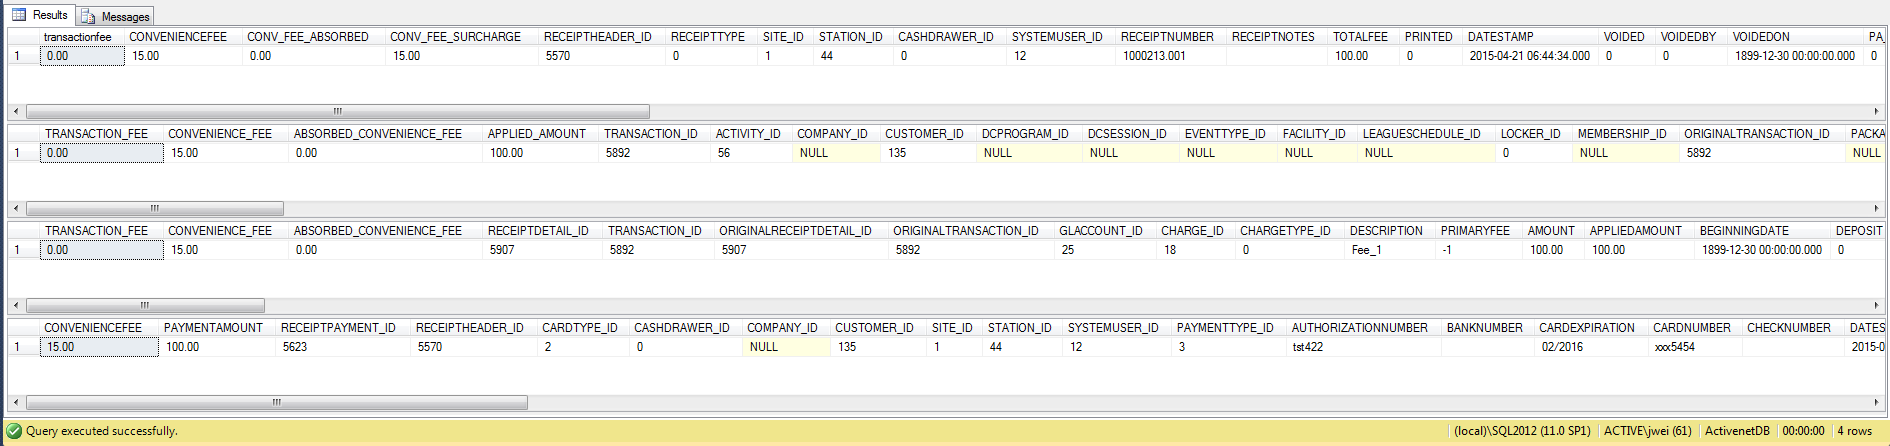 Results Messages
transactionfee CONVENIENCEFEE CONV_FEE_ABSORBED CONV_FEE_SURCHARGE RECEIPTHEADER_ID RECEIPTTYPE SITE_ID STATION_ID CASHDRAWER_ID SYSTEMUSER_ID RECEIPTNUMBER RECEIPTNOTES TOTALFEE PRINTED DATESTAMP VOIDED VOIDEDBY VOIDEDON PA_
1 0.00 15.00 0.00 15.00 5570 0 1 44 0 12 1000213.001 100.00 0 2015-04-21 06:44:34.000 0 0 1899-12-30 00:00:00.000 0
TRANSACTION_FEE CONVENIENCE_FEE ABSORBED_CONVENIENCE_FEE APPLIED_AMOUNT TRANSACTION_ID ACTIVITY_ID COMPANY_ID CUSTOMER_ID DCPROGRAM_ID DCSESSION_ID EVENTTYPE_ID FACILITY_ID LEAGUESCHEDULE_ID LOCKER_ID MEMBERSHIP_ID ORIGINALTRANSACTION_ID PACKA
1 0.00 15.00 0.00 100.00 5892 56 NULL 135 NULL NULL NULL NULL NULL 0 NULL 5892 NULL
TRANSACTION_FEE CONVENIENCE_FEE ABSORBED_CONVENIENCE_FEE RECEIPTDETAIL_ID TRANSACTION_ID ORIGINALRECEIPTDETAIL_ID ORIGINALTRANSACTION_ID GLACCOUNT_ID CHARGE_ID CHARGETYPE_ID DESCRIPTION PRIMARYFEE AMOUNT APPLIEDAMOUNT BEGINNINGDATE DEPOSIT
1 0.00 15.00 0.00 5907 5892 5907 5892 25 18 0 Fee_1 -1 100.00 100.00 1899-12-30 00:00:00.000 0
CONVENIENCEFEE PAYMENTAMOUNT RECEIPTPAYMENT_ID RECEIPTHEADER_ID CARDTYPE_ID CASHDRAWER_ID COMPANY_ID CUSTOMER_ID SITE_ID STATION_ID SYSTEMUSER_ID PAYMENTTYPE_ID AUTHORIZATIONNUMBER BANKNUMBER CARDEXPIRATION CARDNUMBER CHECKNUMBER DATES
1 15.00 100.00 5623 5570 2 0 NULL 135 1 44 12 3 tst422 02/2016 xxx5454 2015-0
Query executed successfully. (local)\SQL2012 (11.0 SP1) ACTIVE\jwei (61) ActivenetDB 00:00:00 4 rows